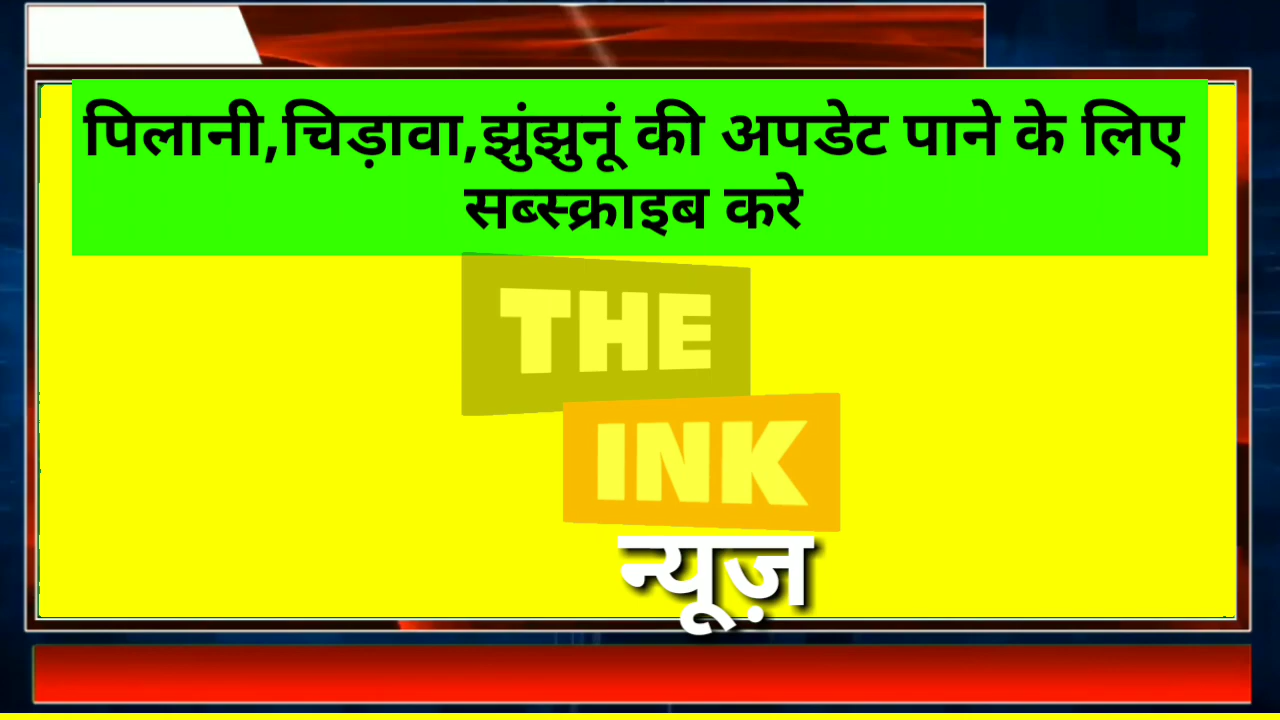 पिलानी,चिड़ावा,झुंझुनूं की अपडेट पाने के लिए
सब्स्क्राइब करे
THE
INK
न्यूज़